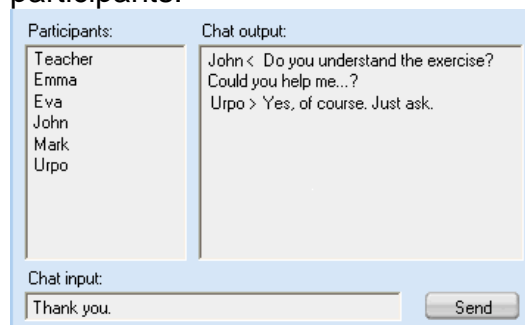 participants.
Participants:
Teacher
Emma
Eva
John
Mark
Urpo
Chat output:
John < Do you understand the exercise?
Could you help me...?
Urpo > Yes, of course. Just ask.
Chat input:
Thank you.
Send